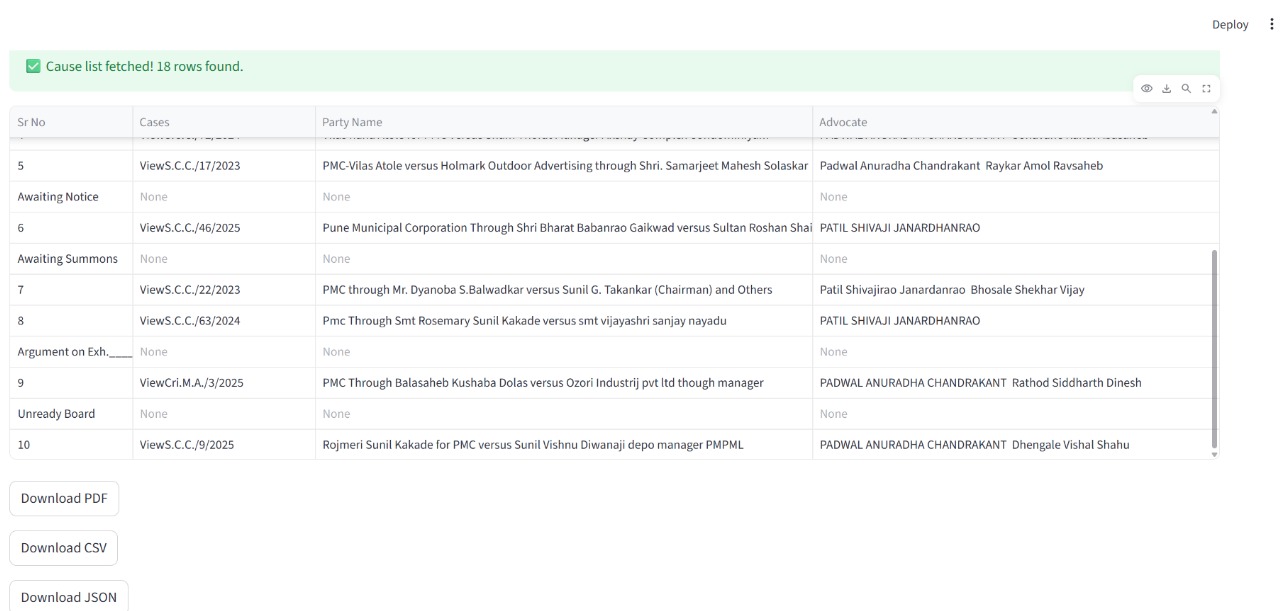 Deploy
✅ Cause list fetched! 18 rows found.
Sr No Cases Party Name Advocate
5 ViewS.C.C./17/2023 PMC-Vilas Atole versus Holmark Outdoor Advertising through Shri. Samarjeet Mahesh Solaskar Padwal Anuradha Chandrakant Raykar Amol Ravsaheb
Awaiting Notice None None None
6 ViewS.C.C./46/2025 Pune Municipal Corporation Through Shri Bharat Babanrao Gaikwad versus Sultan Roshan Shai PATIL SHIVAJI JANARDHANRAO
Awaiting Summons None None None
7 ViewS.C.C./22/2023 PMC through Mr. Dyanoba S.Balwadkar versus Sunil G. Takankar (Chairman) and Others Patil Shivajirao Janardanrao Bhosale Shekhar Vijay
8 ViewS.C.C./63/2024 Pmc Through Smt Rosemary Sunil Kakade versus smt vijayashri sanjay nayadu PATIL SHIVAJI JANARDHANRAO
Argument on Exh.____ None None None
9 ViewCri.M.A./3/2025 PMC Through Balasaheb Kushaba Dolas versus Ozori Industrij pvt ltd though manager PADWAL ANURADHA CHANDRAKANT Rathod Siddharth Dinesh
Unready Board None None None
10 ViewS.C.C./9/2025 Rojmeri Sunil Kakade for PMC versus Sunil Vishnu Diwanaji depo manager PMPML PADWAL ANURADHA CHANDRAKANT Dhengale Vishal Shahu
Download PDF
Download CSV
Download JSON